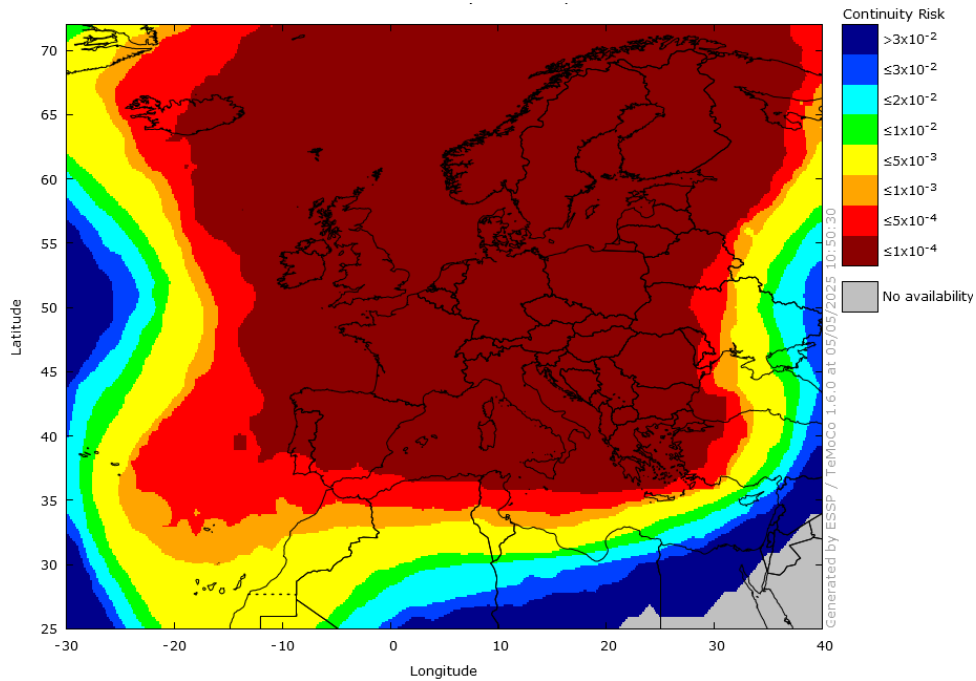 Continuity Risk
>3x10⁻²
≤3x10⁻²
≤2x10⁻²
≤1x10⁻²
≤5x10⁻³
≤1x10⁻³
≤5x10⁻⁴
≤1x10⁻⁴
No availability
70
65
60
55
50
45
40
35
30
25
Latitude
-30
-20
-10
0
10
20
30
40
Longitude
Generated by ESSP / TeMoCo 1.6.0 at 05/05/2025 10:50:30